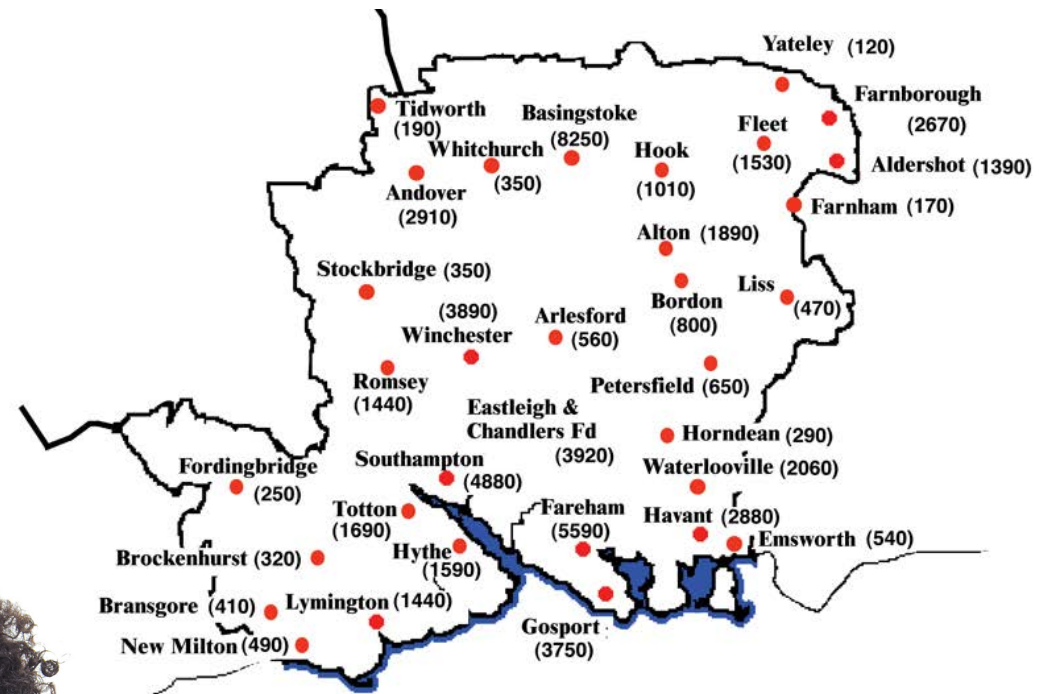 Yateley (120)
Farnborough
(2670)
Tidworth
(190)
Basingstoke
(8250)
Fleet
(1530)
Whitchurch
(350)
Hook
(1010)
Aldershot (1390)
Andover
(2910)
Farnham (170)
Alton (1890)
Stockbridge (350)
Liss
(470)
Bordon
(800)
(3890)
Winchester
Arlesford
(560)
Romsey
(1440)
Petersfield (650)
Eastleigh &
Chandlers Fd
(3920)
Horndean (290)
Fordingbridge
(250)
Southampton
(4880)
Waterlooville (2060)
Totton
(1690)
Fareham
(5590)
Havant
(2880)
Emsworth (540)
Hythe
(1590)
Brockenhurst (320)
Bransgore (410)
Lymington (1440)
Gosport
(3750)
New Milton (490)